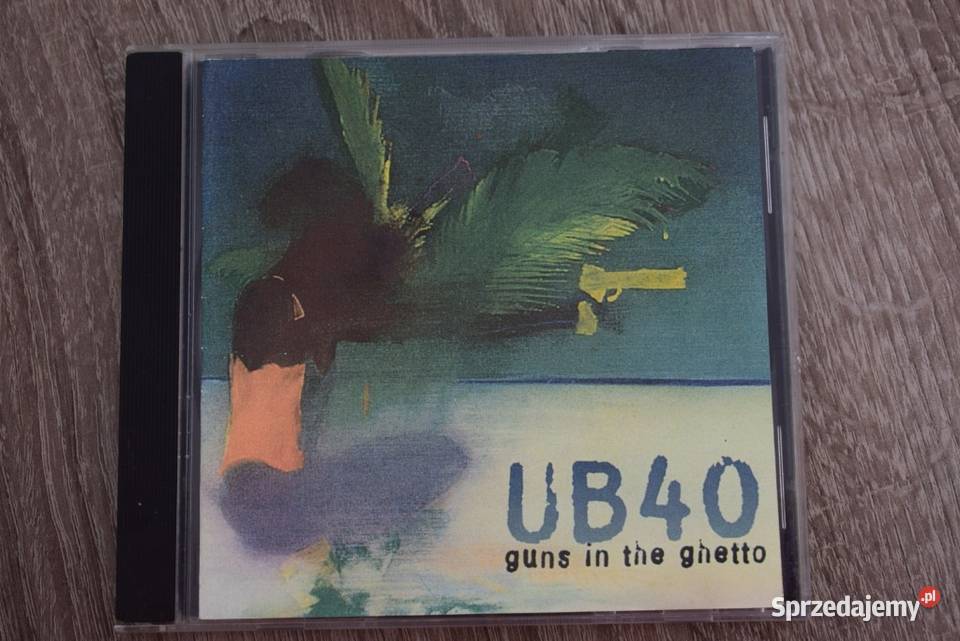 UB40
guns in the ghetto
Sprzedajemy.pl